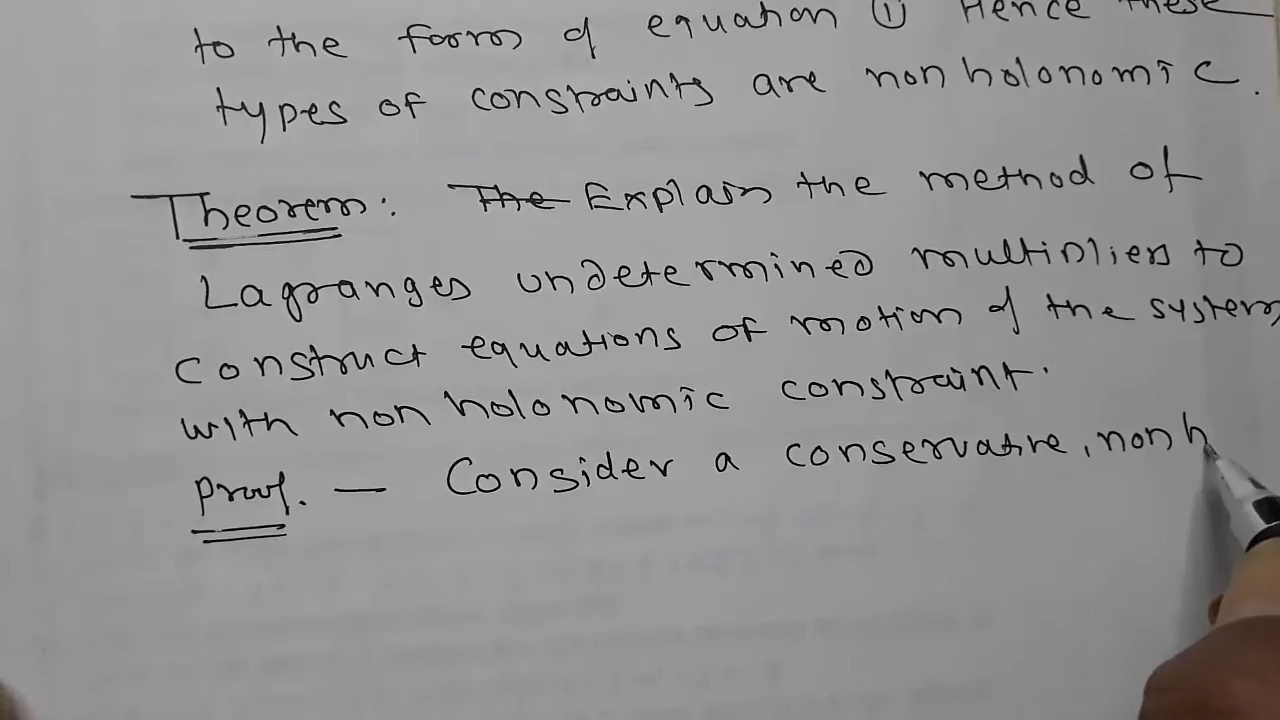 to the form of equation ① Hence these
types of constraints are non holonomic.
Theorem: The Explain the method of
Lagranges undetermined multipliers to
construct equations of motion of the system
with non holonomic constraint.
Proof. — Consider a conservative, non h